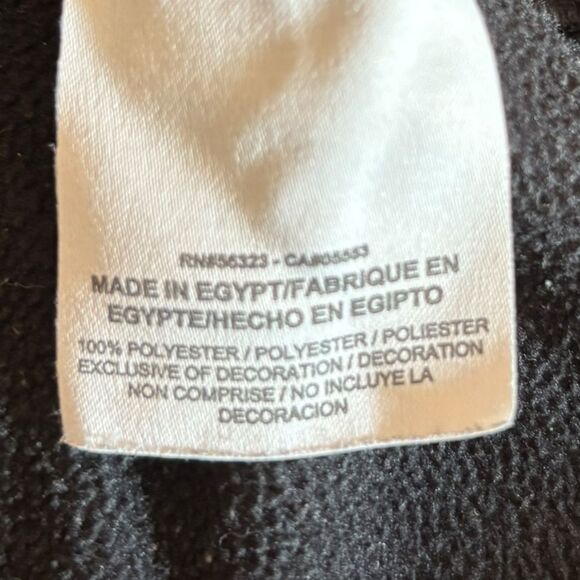 RN#56323 - CA#05553
MADE IN EGYPT/FABRIQUE EN
EGYPTE/HECHO EN EGIPTO
100% POLYESTER / POLYESTER / POLIESTER
EXCLUSIVE OF DECORATION / DECORATION
NON COMPRISE / NO INCLUYE LA
DECORACION